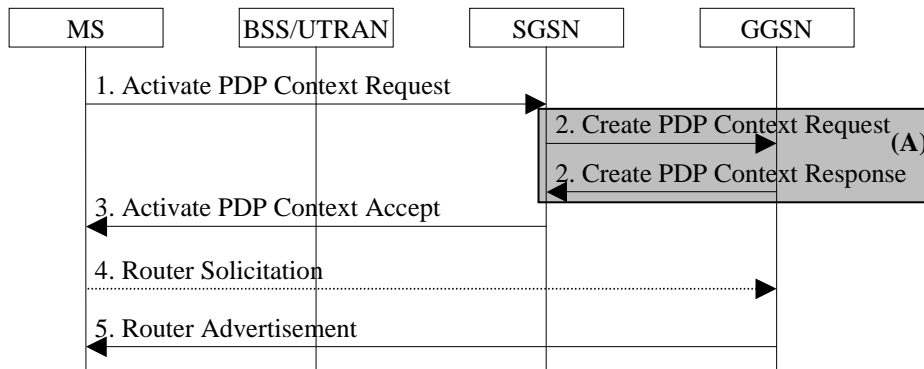 MS BSS/UTRAN SGSN GGSN
1. Activate PDP Context Request
2. Create PDP Context Request
(A)
2. Create PDP Context Response
3. Activate PDP Context Accept
4. Router Solicitation
5. Router Advertisement